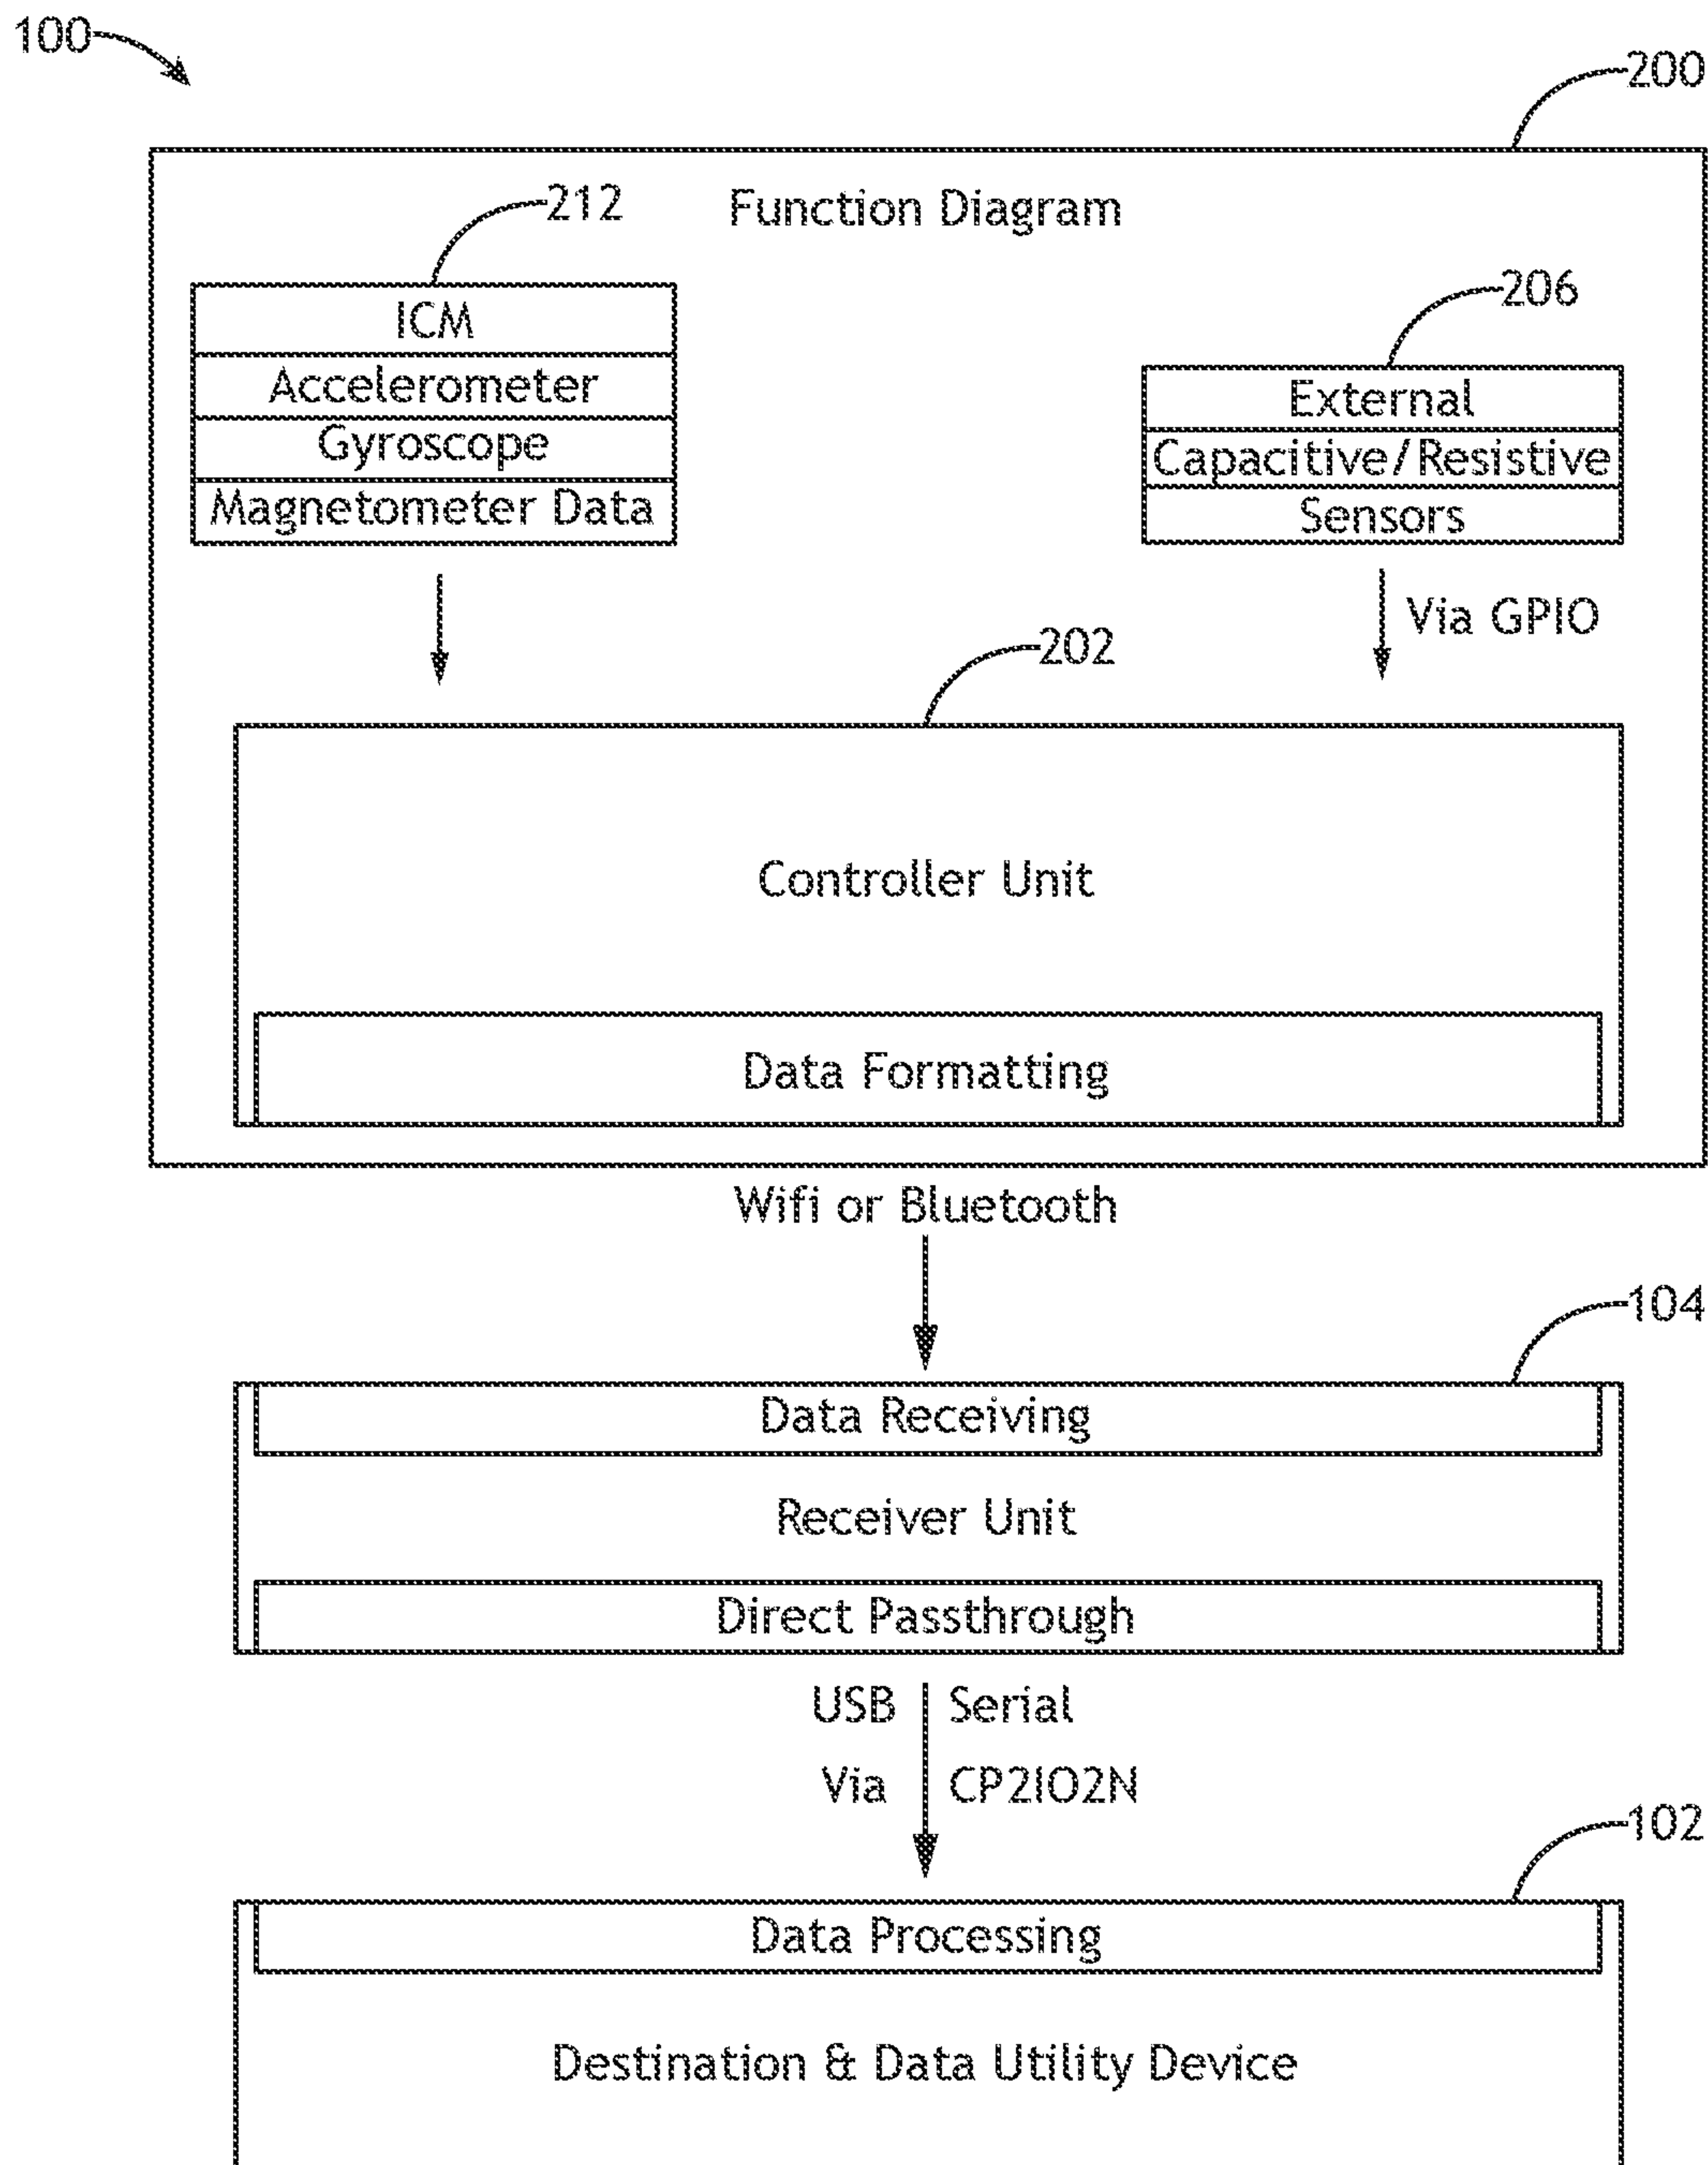 100
200
212
Function Diagram
ICM
206
Accelerometer
External
Gyroscope
Capacitive/Resistive
Magnetometer Data
Sensors
Via GPIO
202
Controller Unit
Data Formatting
Wifi or Bluetooth
104
Data Receiving
Receiver Unit
Direct Passthrough
USB Serial
Via CP2IO2N
102
Data Processing
Destination & Data Utility Device